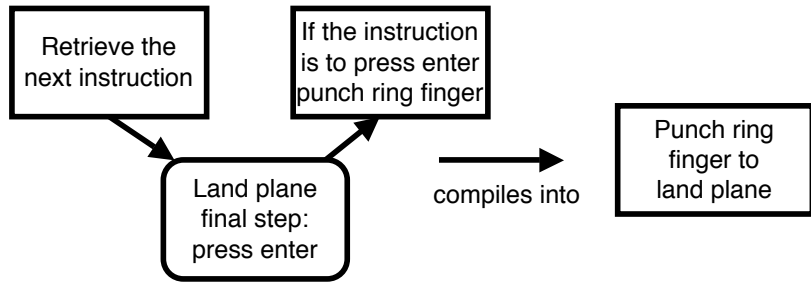 Retrieve the
next instruction
If the instruction
is to press enter
punch ring finger
Land plane
final step:
press enter
compiles into
Punch ring
finger to
land plane